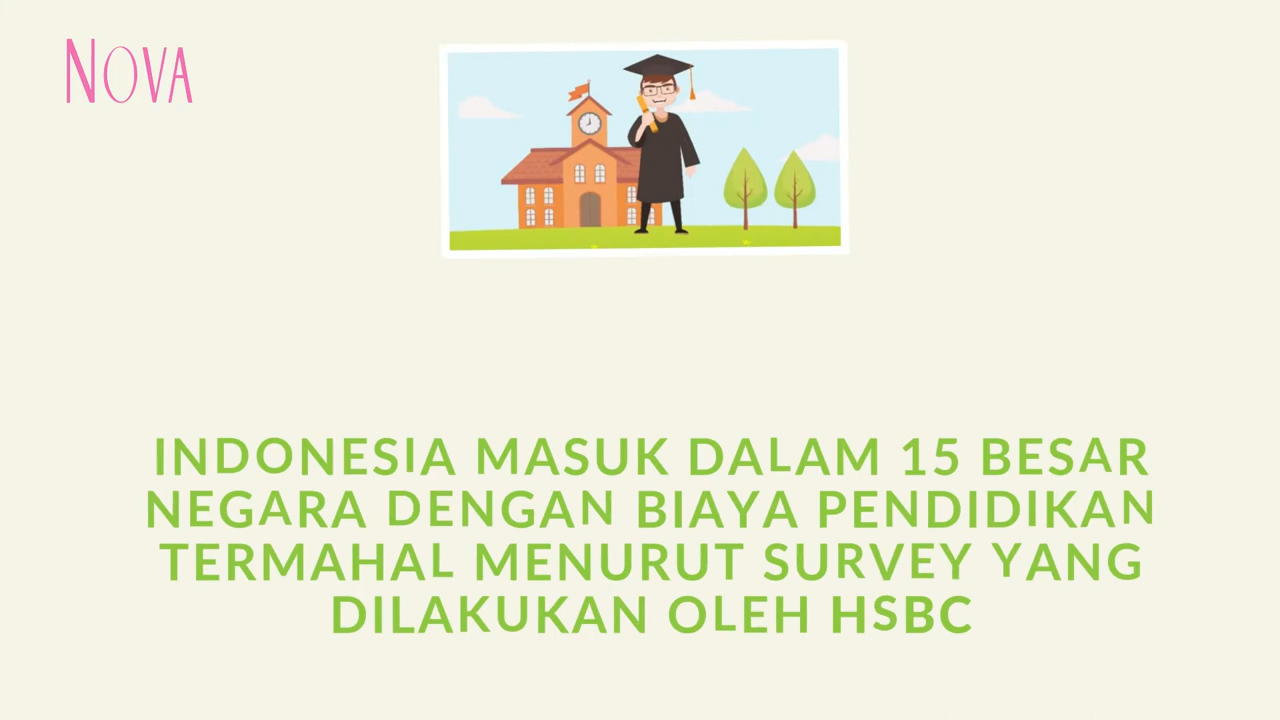 NOVA
INDONESIA MASUK DALAM 15 BESAR
NEGARA DENGAN BIAYA PENDIDIKAN
TERMAHAL MENURUT SURVEY YANG
DILAKUKAN OLEH HSBC